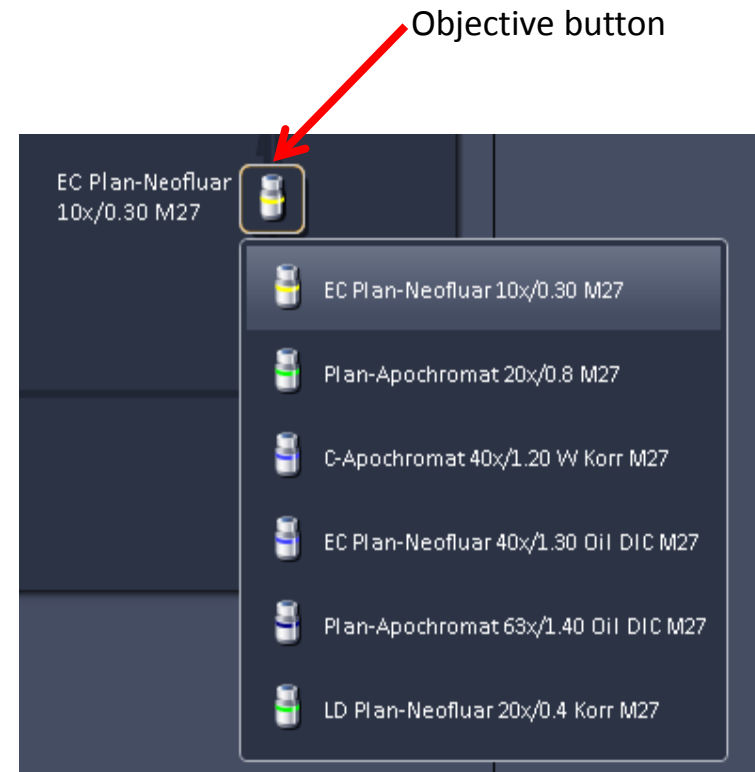 Objective button
EC Plan-Neofluar
10x/0.30 M27
EC Plan-Neofluar 10x/0.30 M27
Plan-Apochromat 20x/0.8 M27
C-Apochromat 40x/1.20 W Korr M27
EC Plan-Neofluar 40x/1.30 Oil DIC M27
Plan-Apochromat 63x/1.40 Oil DIC M27
LD Plan-Neofluar 20x/0.4 Korr M27